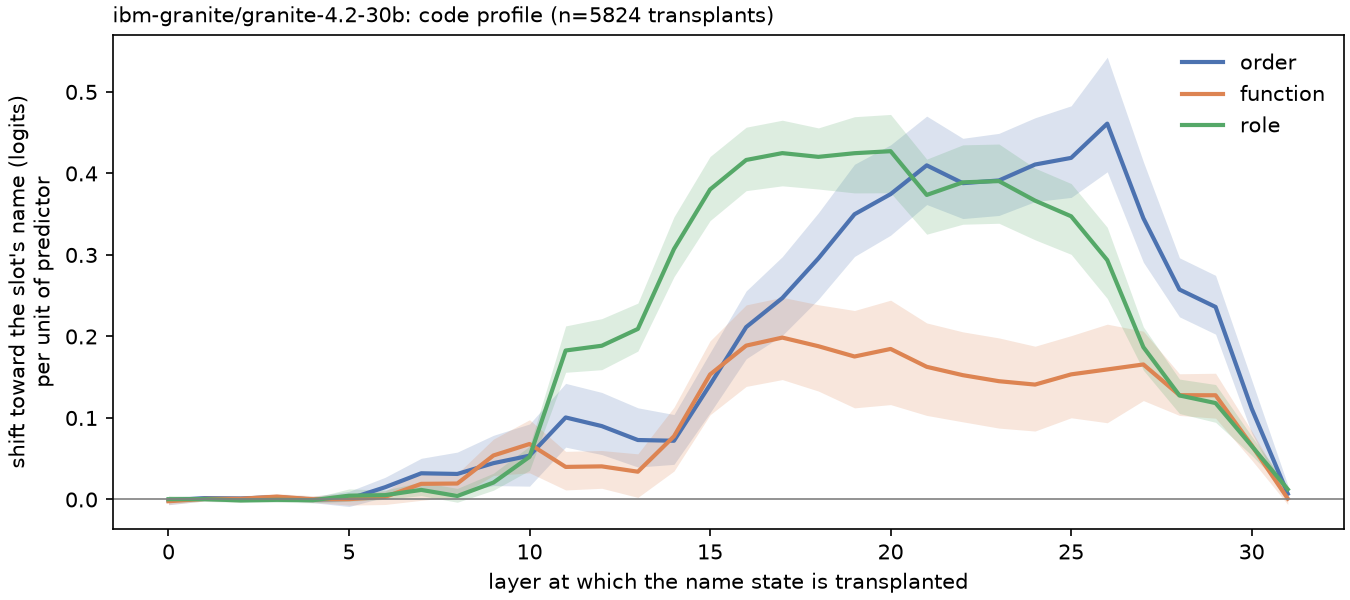 ibm-granite/granite-4.2-30b: code profile (n=5824 transplants)
shift toward the slot's name (logits)
per unit of predictor
0.5
0.4
0.3
0.2
0.1
0.0
order
function
role
0 5 10 15 20 25 30
layer at which the name state is transplanted